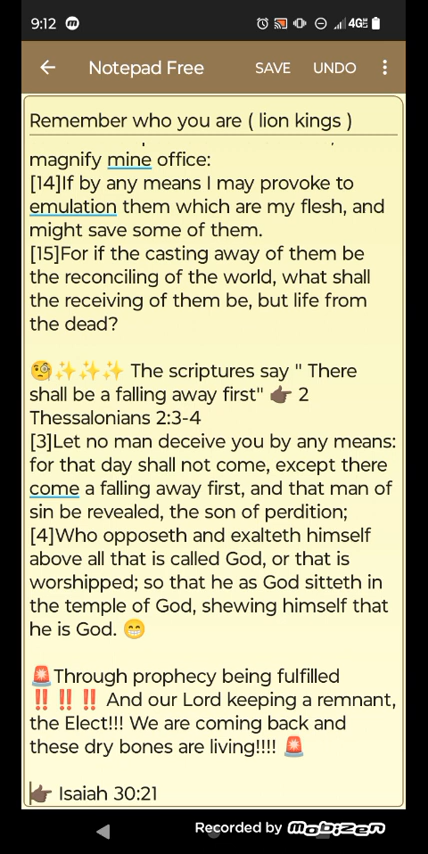 9:12
4G
Notepad Free
SAVE
UNDO
Remember who you are ( lion kings )
magnify mine office:
[14]If by any means I may provoke to
emulation them which are my flesh, and
might save some of them.
[15]For if the casting away of them be
the reconciling of the world, what shall
the receiving of them be, but life from
the dead?
🧐✨✨✨ The scriptures say " There
shall be a falling away first" 👉🏾 2
Thessalonians 2:3-4
[3]Let no man deceive you by any means:
for that day shall not come, except there
come a falling away first, and that man of
sin be revealed, the son of perdition;
[4]Who opposeth and exalteth himself
above all that is called God, or that is
worshipped; so that he as God sitteth in
the temple of God, shewing himself that
he is God. 😁
🚨Through prophecy being fulfilled
‼️ ‼️ ‼️ And our Lord keeping a remnant,
the Elect!!! We are coming back and
these dry bones are living!!!! 🚨
👉🏾 Isaiah 30:21
Recorded by Mobizen